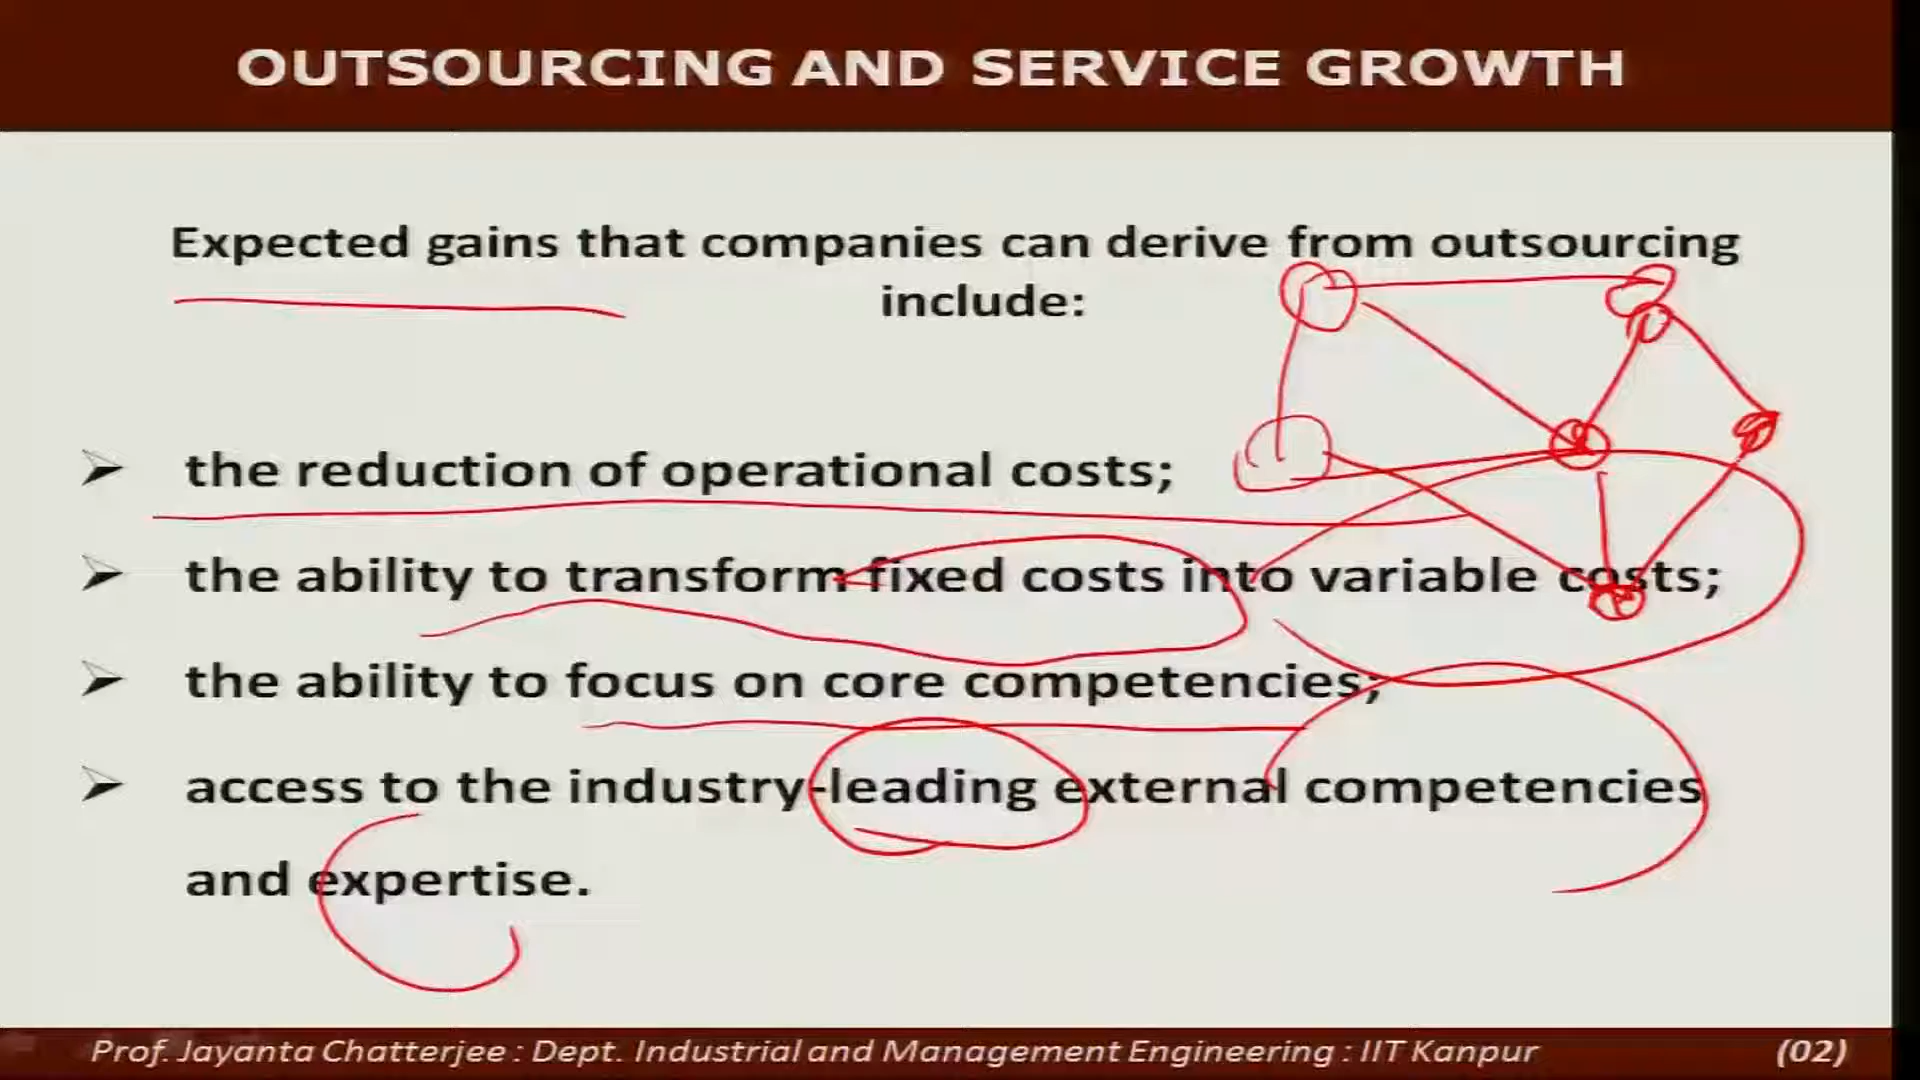 OUTSOURCING AND SERVICE GROWTH
Expected gains that companies can derive from outsourcing
include:
➢ the reduction of operational costs;
➢ the ability to transform fixed costs into variable costs;
➢ the ability to focus on core competencies;
➢ access to the industry-leading external competencies
and expertise.
Prof. Jayanta Chatterjee : Dept. Industrial and Management Engineering : IIT Kanpur (02)